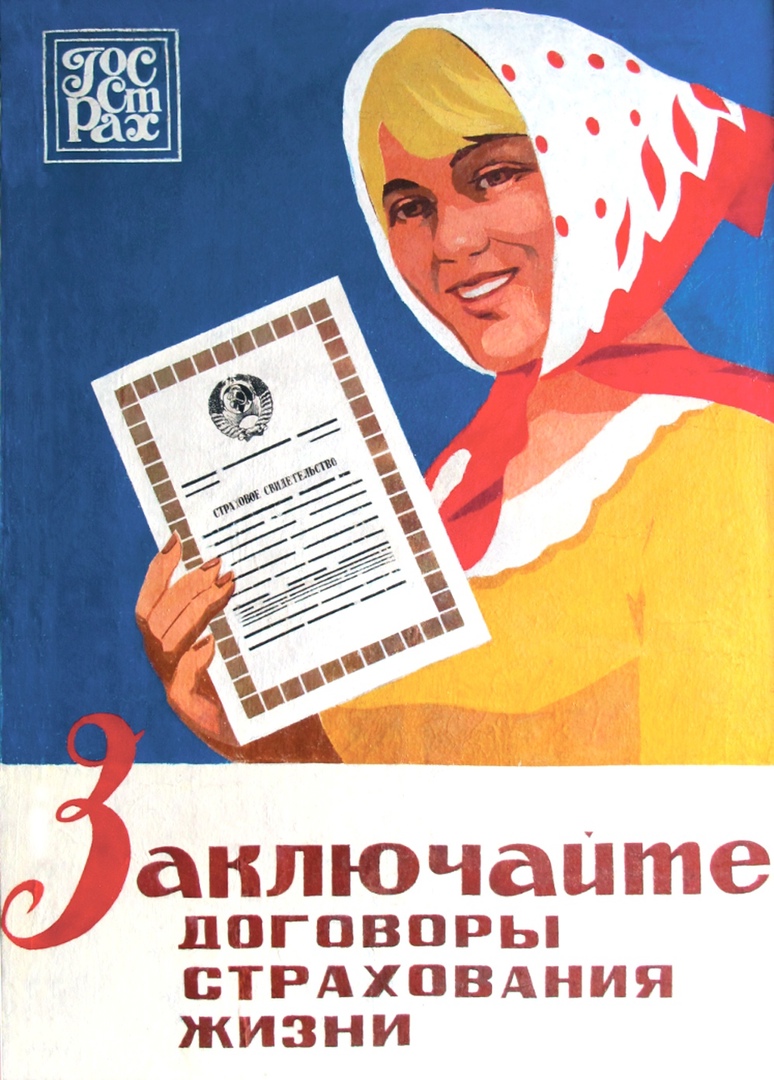 Гос
Ст
Рах
СТРАХОВОЕ СВИДЕТЕЛЬСТВО
Заключайте
ДОГОВОРЫ
СТРАХОВАНИЯ
ЖИЗНИ